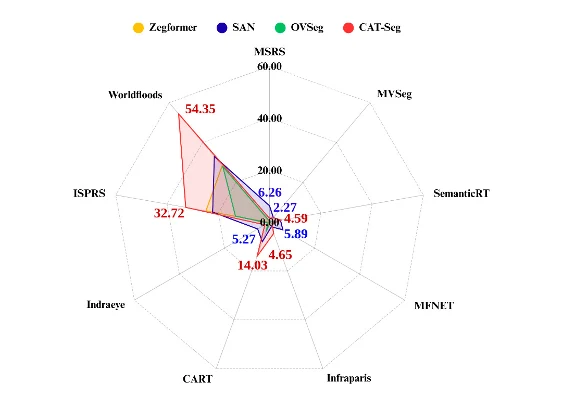 Zegformer SAN OVSeg CAT-Seg
MSRS
60.00
Worldfloods
MVSeg
54.35
40.00
20.00
ISPRS
SemanticRT
6.26
32.72
2.27
4.59
0.00
5.27
5.89
4.65
14.03
Indraeye
MFNET
CART
Infraparis